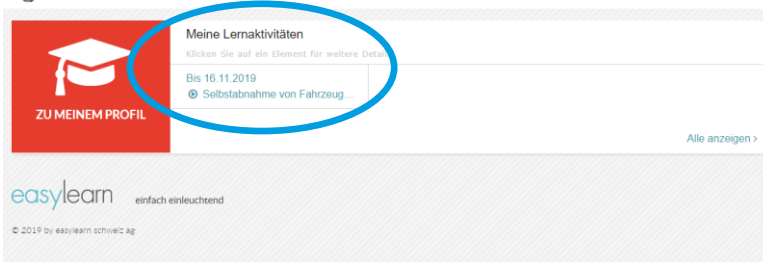 Meine Lernaktivitäten
Klicken Sie auf ein Element für weitere Detai
Bis 16.11.2019
Selbstabnahme von Fahrzeug...
ZU MEINEM PROFIL
Alle anzeigen >
easylearn einfach einleuchtend
© 2019 by easylearn schweiz ag